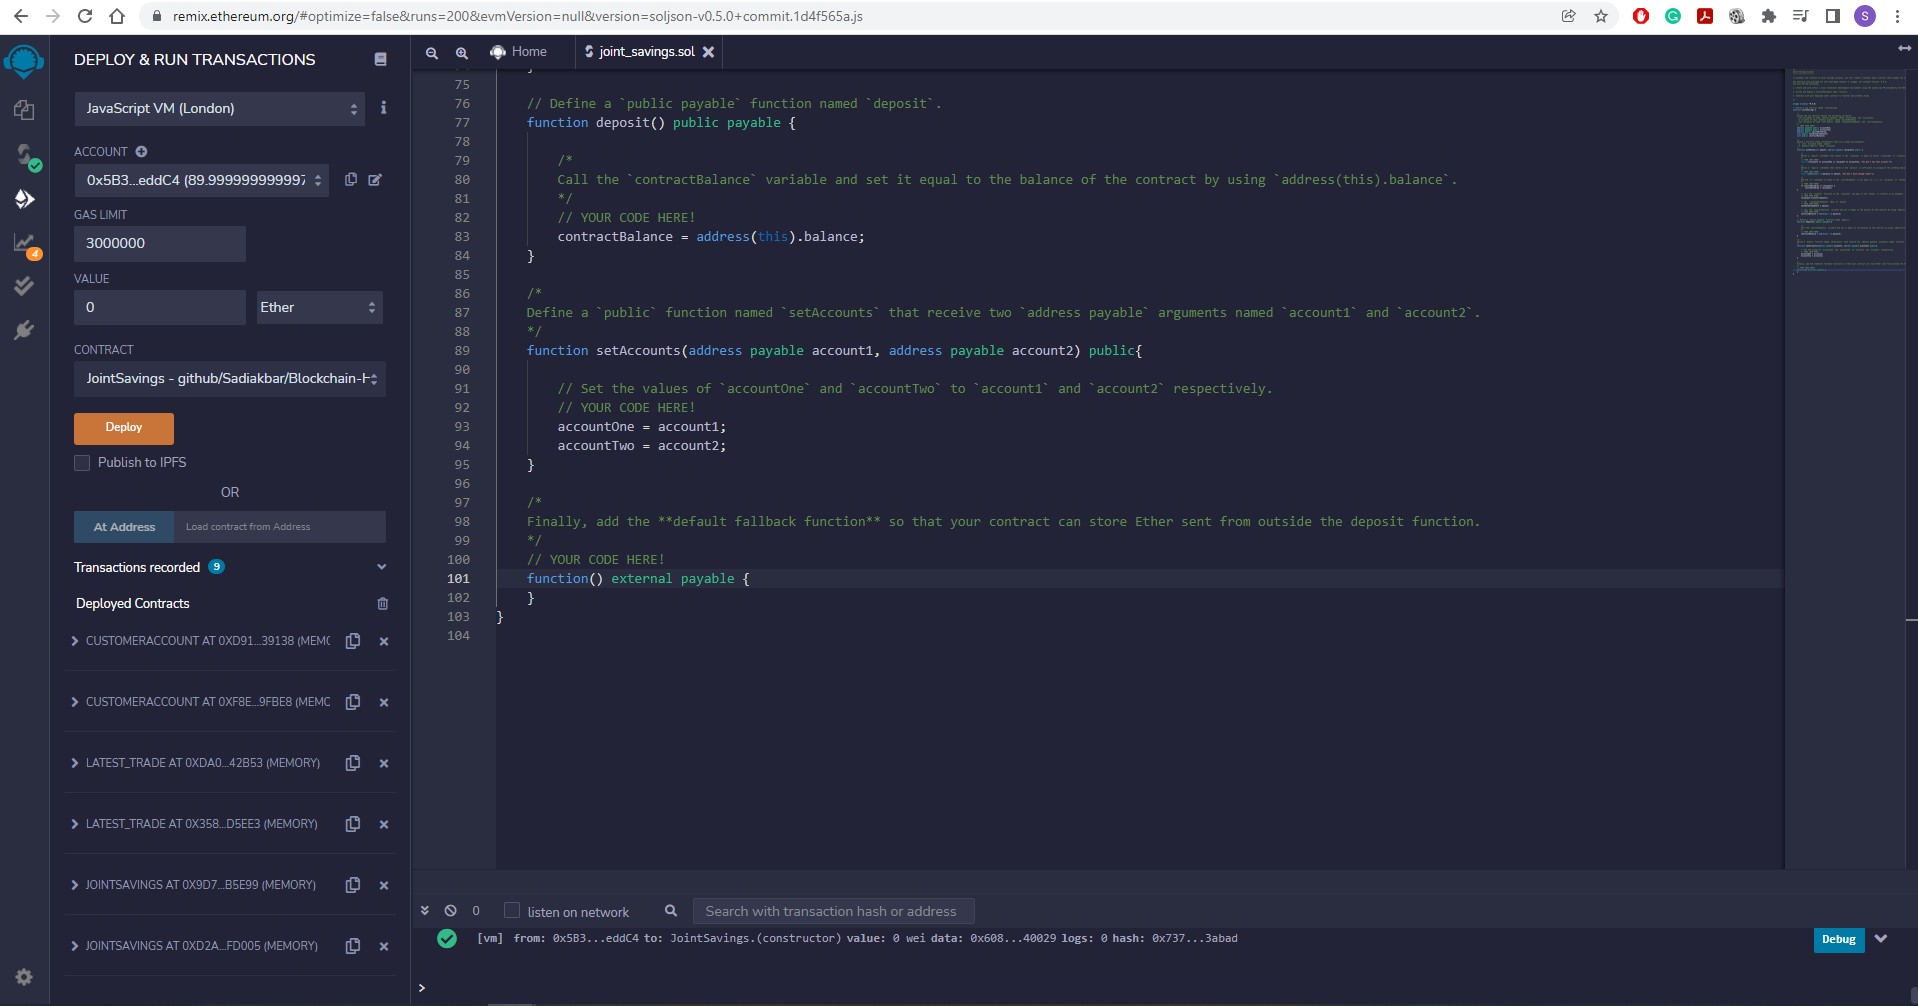 remix.ethereum.org/#optimize=false&runs=200&evmVersion=null&version=soljson-v0.5.0+commit.1d4f565a.js
S
DEPLOY & RUN TRANSACTIONS
JavaScript VM (London)
ACCOUNT
0x5B3...eddC4 (89.999999999997
GAS LIMIT
3000000
VALUE
0
Ether
CONTRACT
JointSavings - github/Sadiakbar/Blockchain-H
Deploy
Publish to IPFS
OR
At Address
Load contract from Address
Transactions recorded 9
Deployed Contracts
CUSTOMERACCOUNT AT 0XD91...39138 (MEMO
CUSTOMERACCOUNT AT 0XF8E...9FBE8 (MEMO
LATEST_TRADE AT 0XDA0...42B53 (MEMORY)
LATEST_TRADE AT 0X358...D5EE3 (MEMORY)
JOINTSAVINGS AT 0X9D7...B5E99 (MEMORY)
JOINTSAVINGS AT 0XD2A...FD005 (MEMORY)
4
Home
joint_savings.sol
75
76 // Define a `public payable` function named `deposit`.
77 function deposit() public payable {
78
79 /*
80 Call the `contractBalance` variable and set it equal to the balance of the contract by using `address(this).balance`.
81 */
82 // YOUR CODE HERE!
83 contractBalance = address(this).balance;
84 }
85
86 /*
87 Define a `public` function named `setAccounts` that receive two `address payable` arguments named `account1` and `account2`.
88 */
89 function setAccounts(address payable account1, address payable account2) public{
90
91 // Set the values of `accountOne` and `accountTwo` to `account1` and `account2` respectively.
92 // YOUR CODE HERE!
93 accountOne = account1;
94 accountTwo = account2;
95 }
96
97 /*
98 Finally, add the **default fallback function** so that your contract can store Ether sent from outside the deposit function.
99 */
100 // YOUR CODE HERE!
101 function() external payable {
102 }
103 }
104
0
listen on network
Search with transaction hash or address
[vm] from: 0x5B3...eddC4 to: JointSavings.(constructor) value: 0 wei data: 0x608...40029 logs: 0 hash: 0x737...3abad
Debug
>